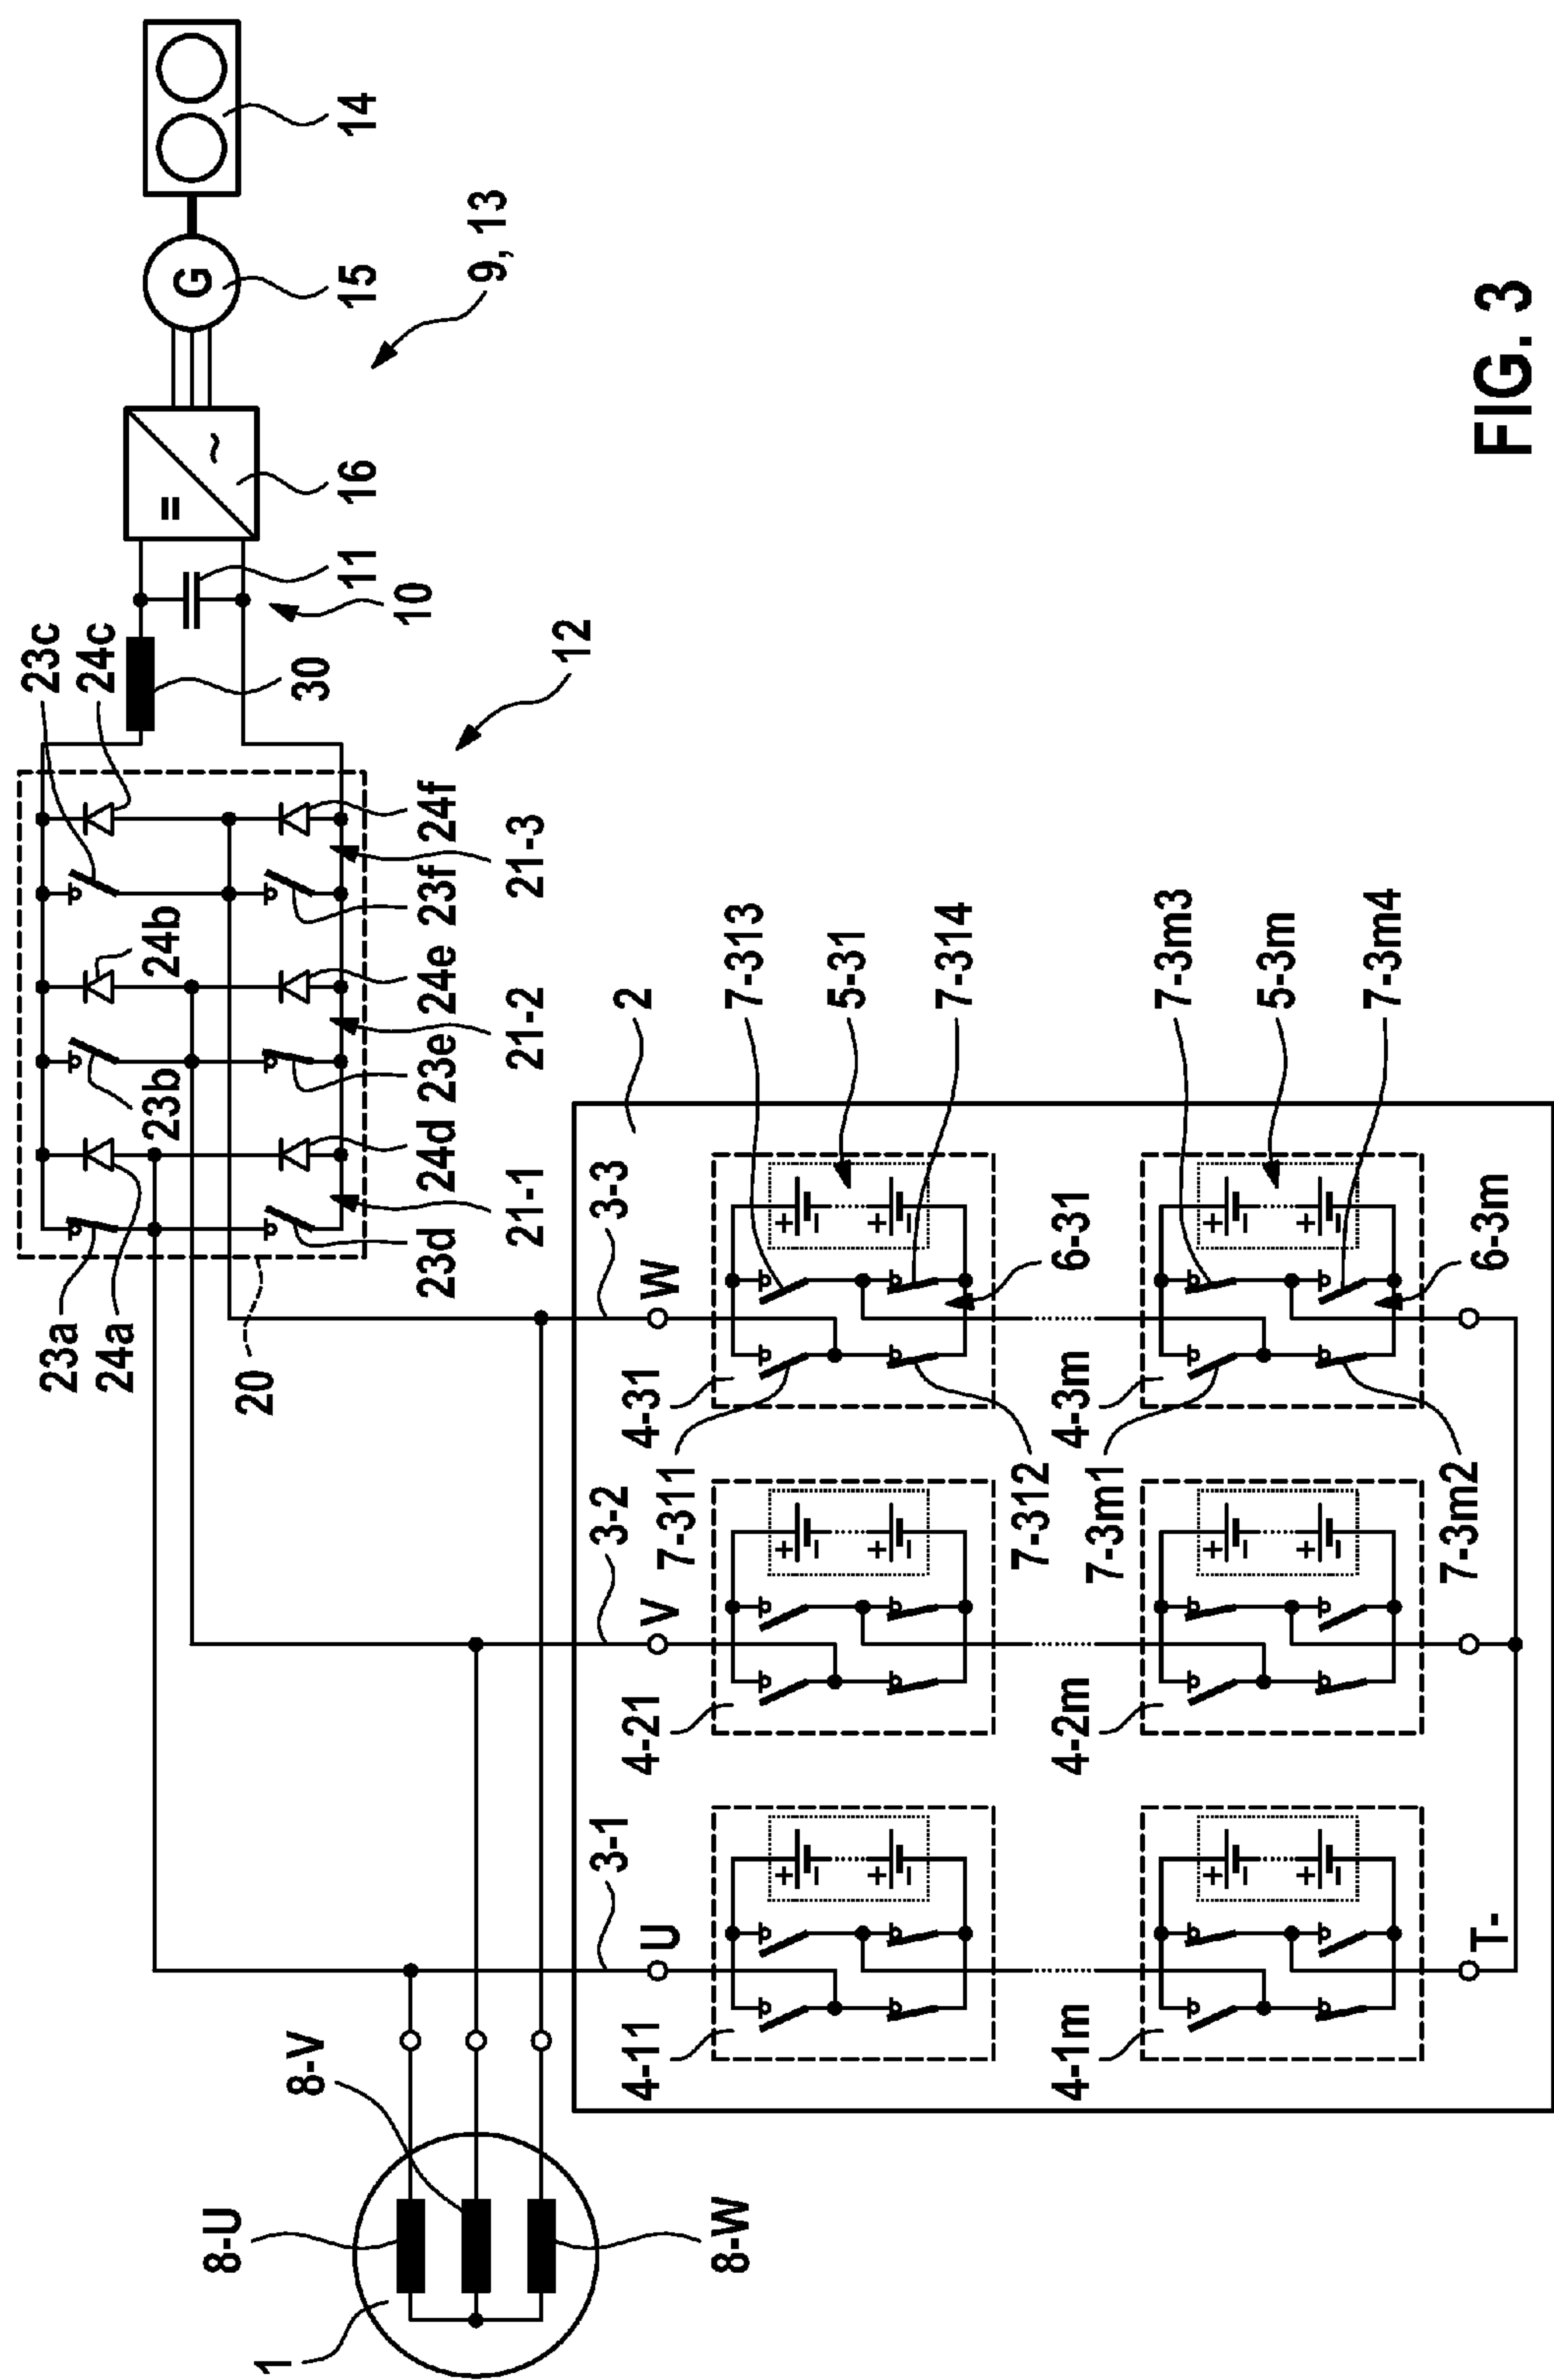 23c
23a
24c
24a
23b
24b
=
G
~
8-U
20
1
8-V
30
11
16
15
14
10
23d
24d
23e
24e
23f
24f
9, 13
21-1
21-2
21-3
12
3-1
3-2
3-3
4-11
4-21
4-31
U
V
W
2
7-311
8-W
7-313
+
−
+
−
+
−
5-31
+
−
+
−
+
−
7-314
7-312
4-1m
4-2m
4-3m
6-31
7-3m1
7-3m3
+
−
+
−
+
−
5-3m
+
−
+
−
+
−
7-3m4
7-3m2
T-
6-3m
FIG. 3